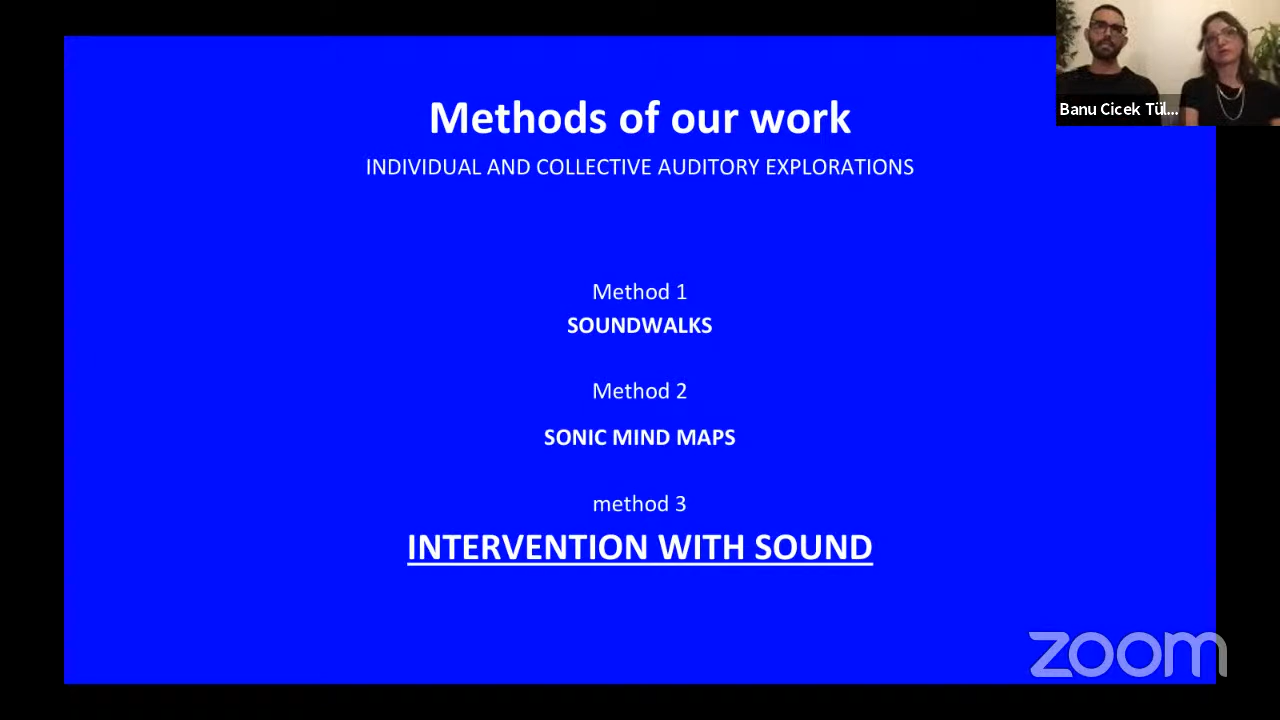 Methods of our work
INDIVIDUAL AND COLLECTIVE AUDITORY EXPLORATIONS
Banu Cicek Tül...
Method 1
SOUNDWALKS
Method 2
SONIC MIND MAPS
method 3
INTERVENTION WITH SOUND
zoom